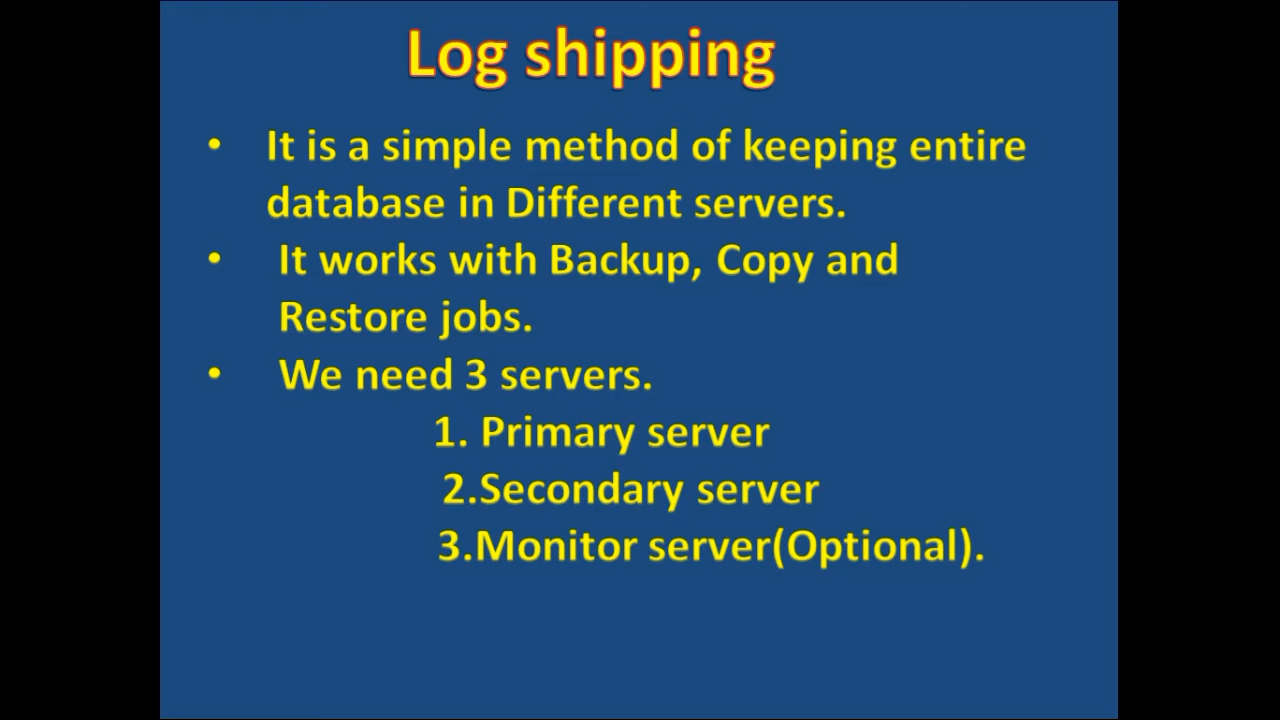 Log shipping
• It is a simple method of keeping entire
database in Different servers.
• It works with Backup, Copy and
Restore jobs.
• We need 3 servers.
1. Primary server
2.Secondary server
3.Monitor server(Optional).